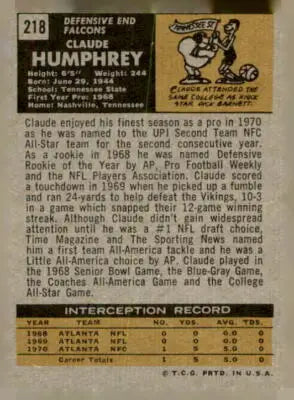 218
DEFENSIVE END
FALCONS
CLAUDE
HUMPHREY
Height: 6'5" Weight: 244
Born: June 29, 1944
School: Tennessee State
First Year Pro: 1968
Home: Nashville, Tennessee
TENNESSEE ST.
CLAUDE ATTENDED THE
SAME COLLEGE AS KNICK
STAR DICK BARNETT.
Claude enjoyed his finest season as a pro in 1970
as he was named to the UPI Second Team NFC
All-Star team for the second consecutive year.
As a rookie in 1968 he was named Defensive
Rookie of the Year by AP, Pro Football Weekly
and the NFL Players Association. Claude scored
a touchdown in 1969 when he picked up a fumble
and ran 24-yards to help defeat the Vikings, 10-3
in a game which snapped their 12-game winning
streak. Although Claude didn't gain widespread
attention until he was a #1 NFL draft choice,
Time Magazine and The Sporting News named
him a first team All-America tackle and he was a
Little All-America choice by AP. Claude played in
the 1968 Senior Bowl Game, the Blue-Gray Game,
the Coaches All-America Game and the College
All-Star Game.
INTERCEPTION RECORD
YEAR TEAM NO. YDS. AVG. TDS.
1968 ATLANTA NFL 0 0 0.0 0
1969 ATLANTA NFL 0 0 0.0 0
1970 ATLANTA NFC 1 5 5.0 0
Career Totals 1 5 5.0 0
© T.C.G. PRTD. IN U.S.A.